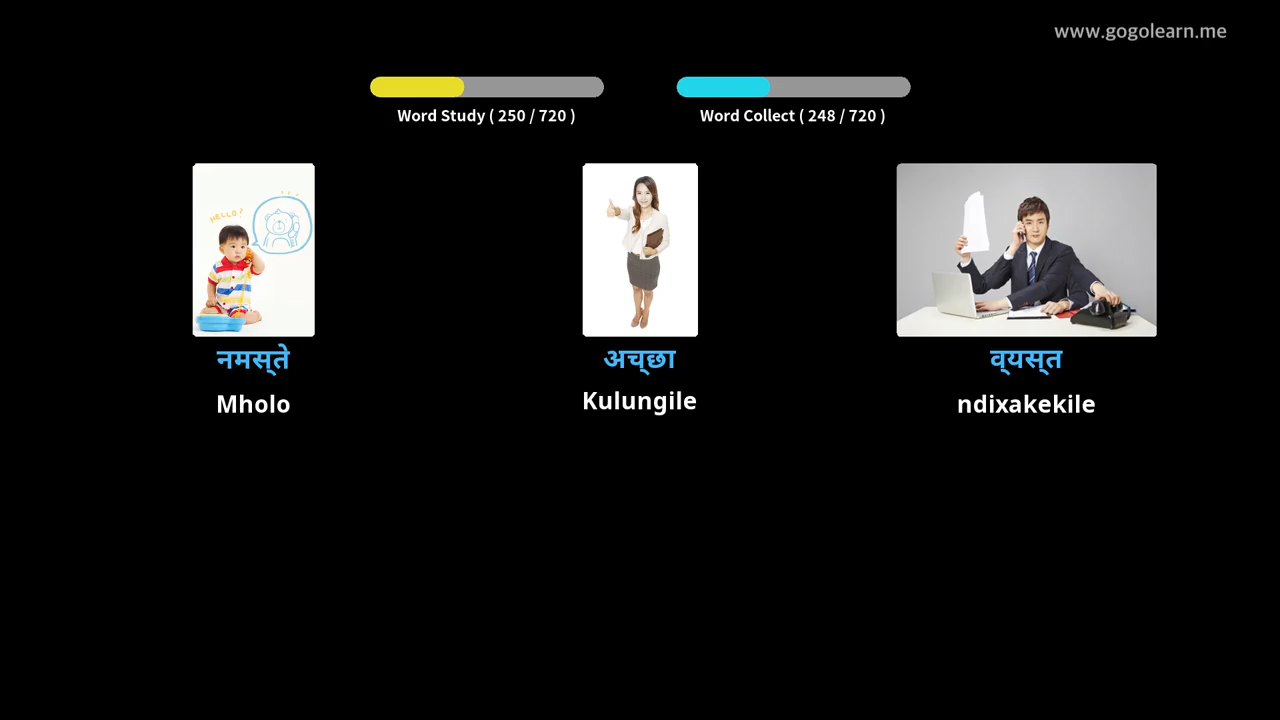 www.gogolearn.me
Word Study ( 250 / 720 )
Word Collect ( 248 / 720 )
HELLO?
नमस्‌ते
अच्‌छा
व्‌यस्‌त
Mholo
Kulungile
ndixakekile